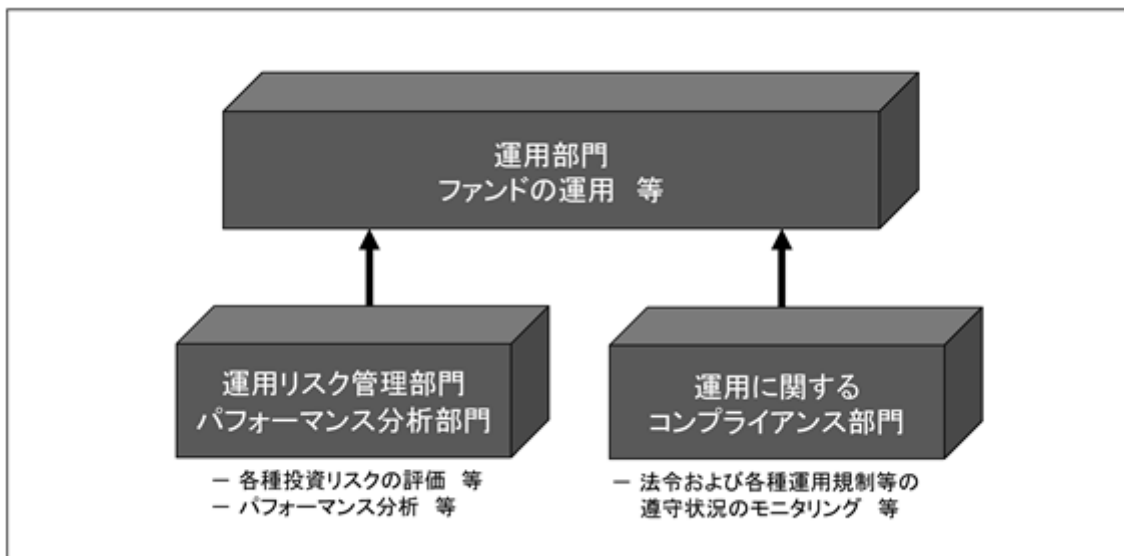 運用部門
ファンドの運用 等
運用リスク管理部門
パフォーマンス分析部門
－ 各種投資リスクの評価 等
－ パフォーマンス分析 等
運用に関する
コンプライアンス部門
－ 法令および各種運用規制等の
遵守状況のモニタリング 等